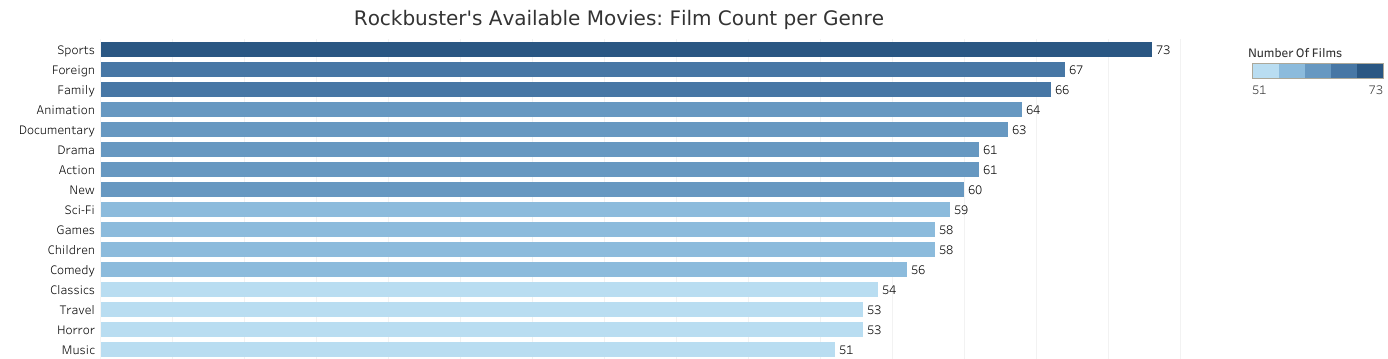 Rockbuster's Available Movies: Film Count per Genre
Sports 73
Foreign 67
Family 66
Animation 64
Documentary 63
Drama 61
Action 61
New 60
Sci-Fi 59
Games 58
Children 58
Comedy 56
Classics 54
Travel 53
Horror 53
Music 51
Number Of Films
51 73